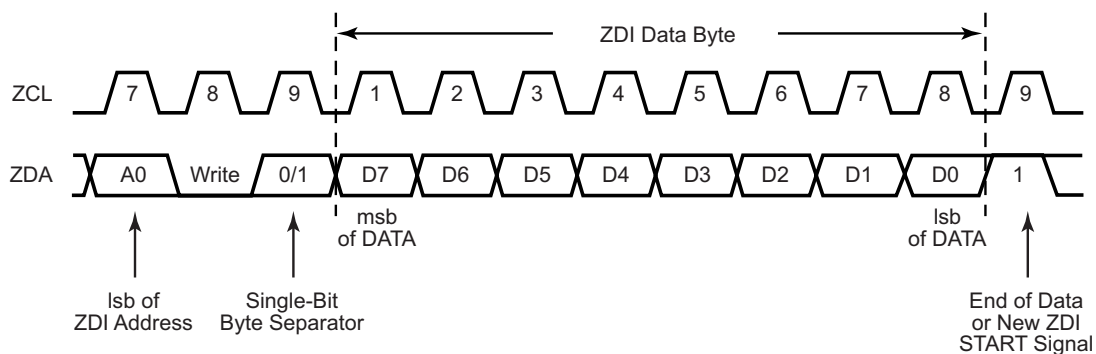 ZDI Data Byte
ZCL 7 8 9 1 2 3 4 5 6 7 8 9
ZDA A0 Write 0/1 D7 D6 D5 D4 D3 D2 D1 D0 1
msb
of DATA
lsb
of DATA
lsb of
ZDI Address
Single-Bit
Byte Separator
End of Data
or New ZDI
START Signal